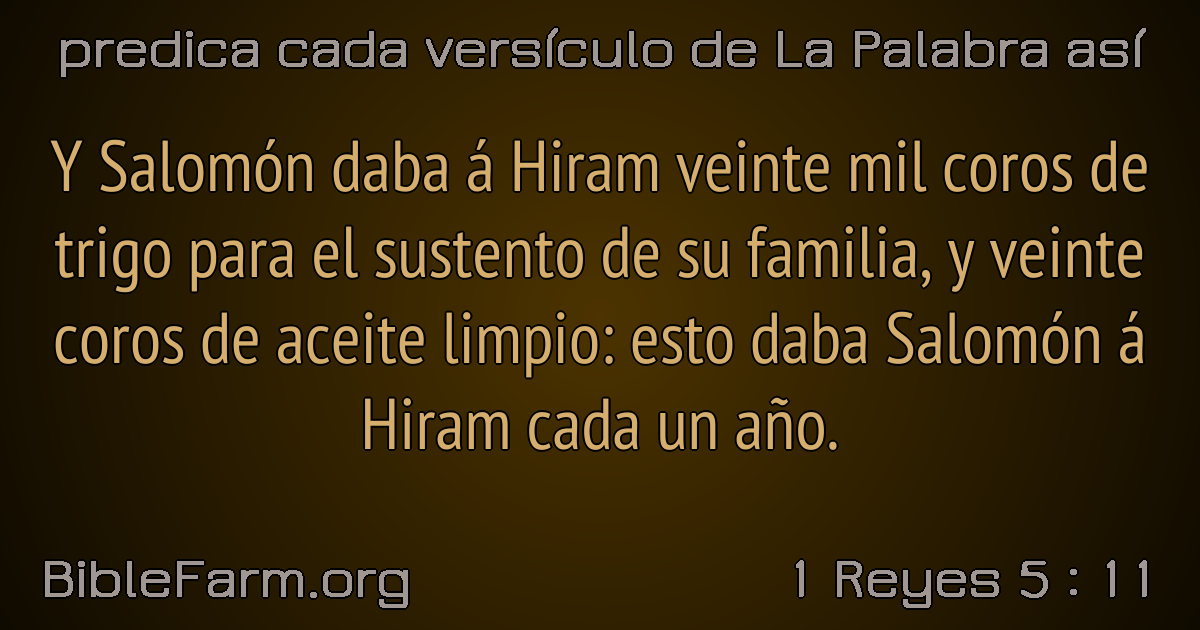 predica cada versículo de La Palabra así
Y Salomón daba á Hiram veinte mil coros de
trigo para el sustento de su familia, y veinte
coros de aceite limpio: esto daba Salomón á
Hiram cada un año.
BibleFarm.org
1 Reyes 5 : 11